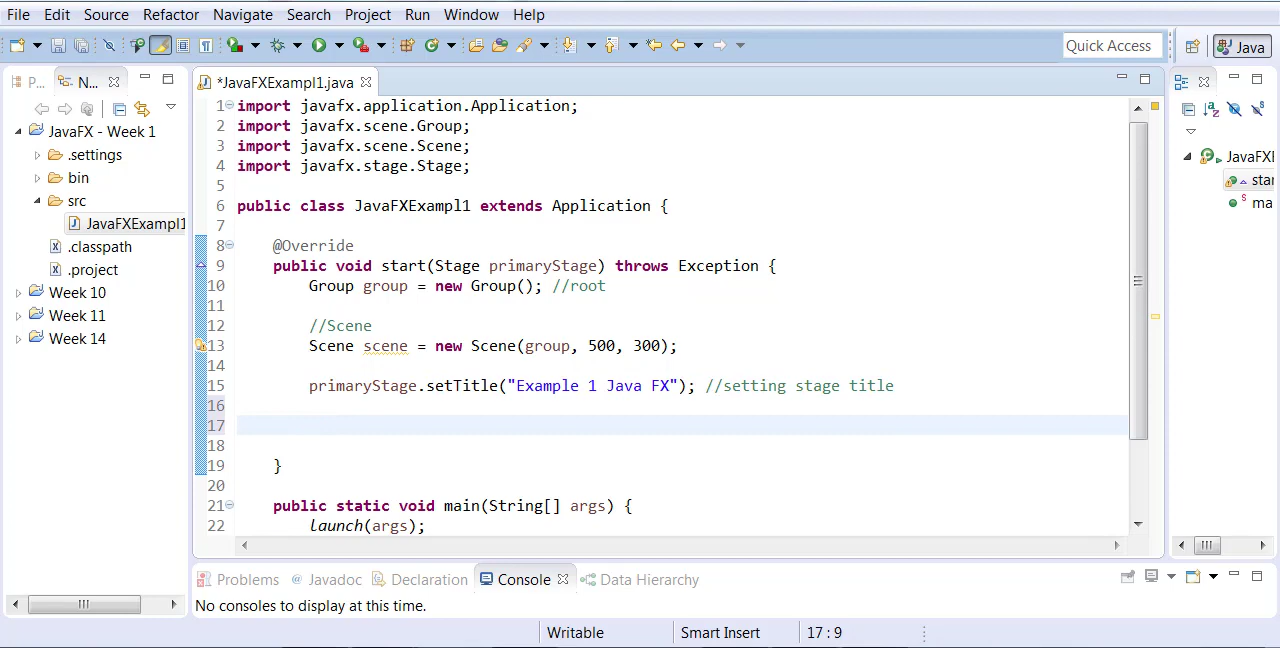 File Edit Source Refactor Navigate Search Project Run Window Help
Quick Access
Java
P...
N...
*JavaFXExampl1.java
JavaFX - Week 1
.settings
bin
src
JavaFXExampl1
.classpath
.project
Week 10
Week 11
Week 14
1 import javafx.application.Application;
2 import javafx.scene.Group;
3 import javafx.scene.Scene;
4 import javafx.stage.Stage;
5
6 public class JavaFXExampl1 extends Application {
7
8 @Override
9 public void start(Stage primaryStage) throws Exception {
10 Group group = new Group(); //root
11
12 //Scene
13 Scene scene = new Scene(group, 500, 300);
14
15 primaryStage.setTitle("Example 1 Java FX"); //setting stage title
16
17
18
19 }
20
21 public static void main(String[] args) {
22 launch(args);
JavaFXE
star
ma
Problems @ Javadoc Declaration Console Data Hierarchy
No consoles to display at this time.
Writable Smart Insert 17 : 9